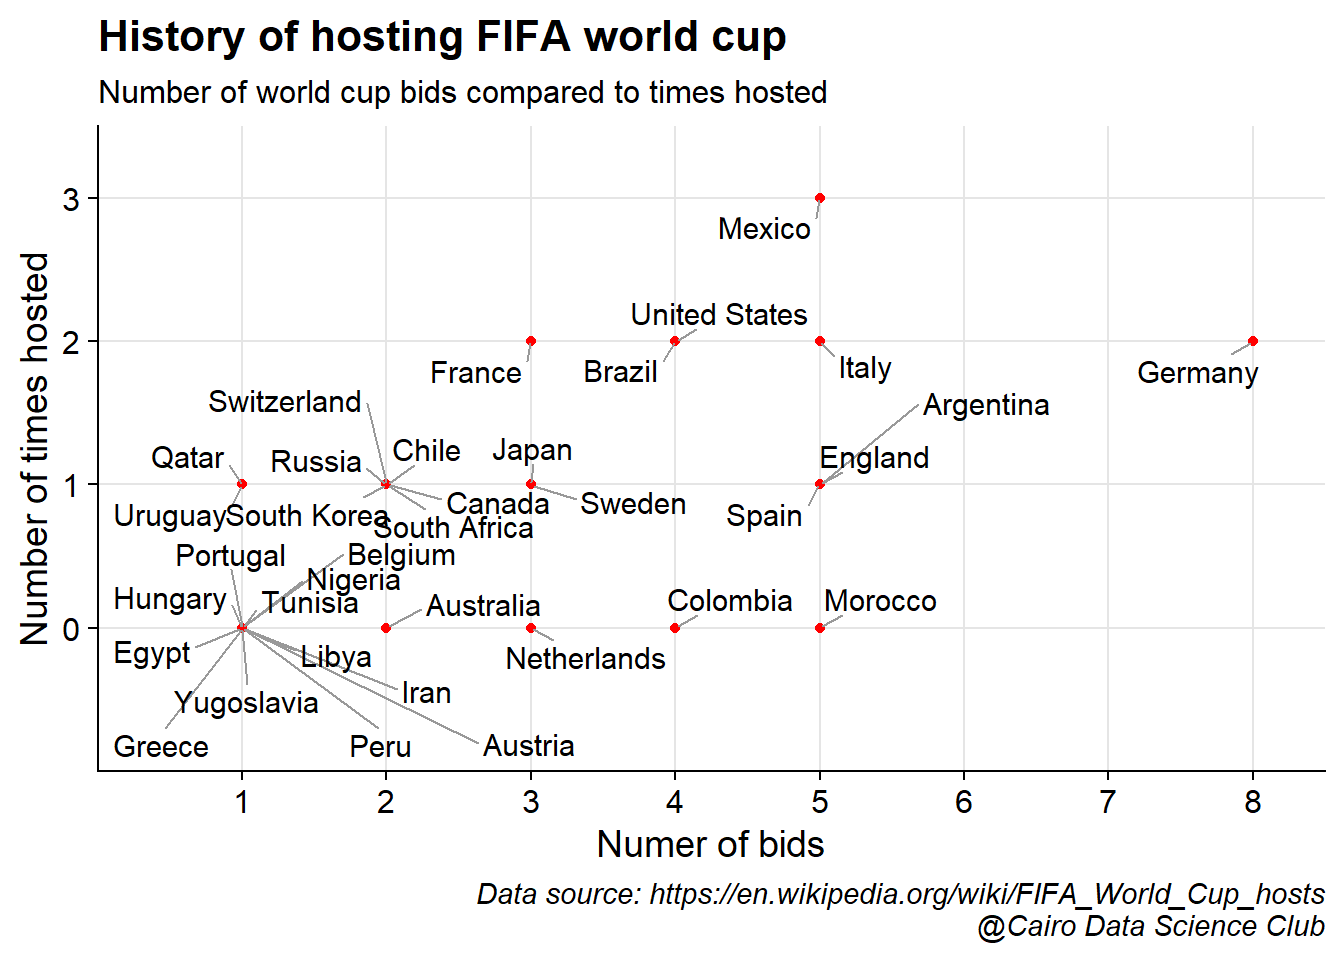 History of hosting FIFA world cup
Number of world cup bids compared to times hosted
Number of times hosted
3
Mexico
United States
2
France
Brazil
Italy
Germany
Switzerland
Argentina
Qatar
Russia
Chile
Japan
England
1
Uruguay
South Korea
Canada
South Africa
Sweden
Spain
Portugal
Belgium
Nigeria
Hungary
Tunisia
Australia
Colombia
Morocco
0
Egypt
Libya
Netherlands
Yugoslavia
Iran
Greece
Peru
Austria
1 2 3 4 5 6 7 8
Numer of bids
Data source: https://en.wikipedia.org/wiki/FIFA_World_Cup_hosts
@Cairo Data Science Club